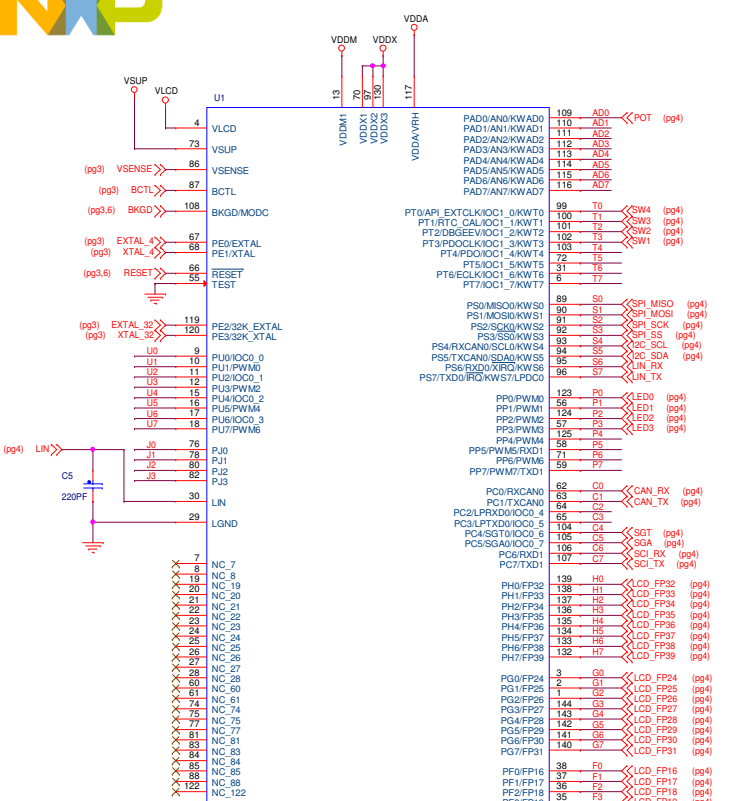 VDDA
VDDM VDDX
VSUP
VLCD
U1
13 70 97 130 117
VDDM1 VDDX1 VDDX2 VDDX3 VDDA/VRH
4 VLCD
73 VSUP
(pg3) VSENSE 86 VSENSE
(pg3) BCTL 87 BCTL
(pg3,6) BKGD 108 BKGD/MODC
(pg3) EXTAL_4 67 PE0/EXTAL
(pg3) XTAL_4 68 PE1/XTAL
(pg3,6) RESET 66 RESET
55 TEST
(pg3) EXTAL_32 119 PE2/32K_EXTAL
(pg3) XTAL_32 120 PE3/32K_XTAL
U0 9 PU0/IOC0_0
U1 10 PU1/PWM0
U2 11 PU2/IOC0_1
U3 12 PU3/PWM2
U4 15 PU4/IOC0_2
U5 16 PU5/PWM4
U6 17 PU6/IOC0_3
U7 18 PU7/PWM6
J0 76 PJ0
J1 78 PJ1
J2 80 PJ2
J3 82 PJ3
(pg4) LIN 30 LIN
C5
220PF
29 LGND
7 NC_7
8 NC_8
19 NC_19
20 NC_20
21 NC_21
22 NC_22
23 NC_23
24 NC_24
25 NC_25
26 NC_26
27 NC_27
28 NC_28
60 NC_60
61 NC_61
74 NC_74
75 NC_75
77 NC_77
81 NC_81
83 NC_83
84 NC_84
85 NC_85
88 NC_88
122 NC_122
PAD0/AN0/KWAD0 109 AD0 POT (pg4)
PAD1/AN1/KWAD1 110 AD1
PAD2/AN2/KWAD2 111 AD2
PAD3/AN3/KWAD3 112 AD3
PAD4/AN4/KWAD4 113 AD4
PAD5/AN5/KWAD5 114 AD5
PAD6/AN6/KWAD6 115 AD6
PAD7/AN7/KWAD7 116 AD7
PT0/API_EXTCLK/IOC1_0/KWT0 99 T0 SW4 (pg4)
PT1/RTC_CAL/IOC1_1/KWT1 100 T1 SW3 (pg4)
PT2/DBGEEV/IOC1_2/KWT2 101 T2 SW2 (pg4)
PT3/PDOCLK/IOC1_3/KWT3 102 T3 SW1 (pg4)
PT4/PDO/IOC1_4/KWT4 103 T4
PT5/IOC1_5/KWT5 72 T5
PT6/ECLK/IOC1_6/KWT6 31 T6
PT7/IOC1_7/KWT7 6 T7
PS0/MISO0/KWS0 89 S0 SPI_MISO (pg4)
PS1/MOSI0/KWS1 90 S1 SPI_MOSI (pg4)
PS2/SCK0/KWS2 91 S2 SPI_SCK (pg4)
PS3/SS0/KWS3 92 S3 SPI_SS (pg4)
PS4/RXCAN0/SCL0/KWS4 93 S4 I2C_SCL (pg4)
PS5/TXCAN0/SDA0/KWS5 94 S5 I2C_SDA (pg4)
PS6/RXD0/XIRQ/KWS6 95 S6 LIN_RX
PS7/TXD0/IRQ/KWS7/LPDC0 96 S7 LIN_TX
PP0/PWM0 123 P0 LED0 (pg4)
PP1/PWM1 56 P1 LED1 (pg4)
PP2/PWM2 124 P2 LED2 (pg4)
PP3/PWM3 57 P3 LED3 (pg4)
PP4/PWM4 125 P4
PP5/PWM5/RXD1 58 P5
PP6/PWM6 71 P6
PP7/PWM7/TXD1 59 P7
PC0/RXCAN0 62 C0 CAN_RX (pg4)
PC1/TXCAN0 63 C1 CAN_TX (pg4)
PC2/LPRXD0/IOC0_4 64 C2
PC3/LPTXD0/IOC0_5 65 C3
PC4/SGT0/IOC0_6 104 C4 SGT (pg4)
PC5/SGA0/IOC0_7 105 C5 SGA (pg4)
PC6/RXD1 106 C6 SCI_RX (pg4)
PC7/TXD1 107 C7 SCI_TX (pg4)
PH0/FP32 139 H0 LCD_FP32 (pg4)
PH1/FP33 138 H1 LCD_FP33 (pg4)
PH2/FP34 137 H2 LCD_FP34 (pg4)
PH3/FP35 136 H3 LCD_FP35 (pg4)
PH4/FP36 135 H4 LCD_FP36 (pg4)
PH5/FP37 134 H5 LCD_FP37 (pg4)
PH6/FP38 133 H6 LCD_FP38 (pg4)
PH7/FP39 132 H7 LCD_FP39 (pg4)
PG0/FP24 3 G0 LCD_FP24 (pg4)
PG1/FP25 2 G1 LCD_FP25 (pg4)
PG2/FP26 1 G2 LCD_FP26 (pg4)
PG3/FP27 144 G3 LCD_FP27 (pg4)
PG4/FP28 143 G4 LCD_FP28 (pg4)
PG5/FP29 142 G5 LCD_FP29 (pg4)
PG6/FP30 141 G6 LCD_FP30 (pg4)
PG7/FP31 140 G7 LCD_FP31 (pg4)
PF0/FP16 38 F0 LCD_FP16 (pg4)
PF1/FP17 37 F1 LCD_FP17 (pg4)
PF2/FP18 36 F2 LCD_FP18 (pg4)
35 F3